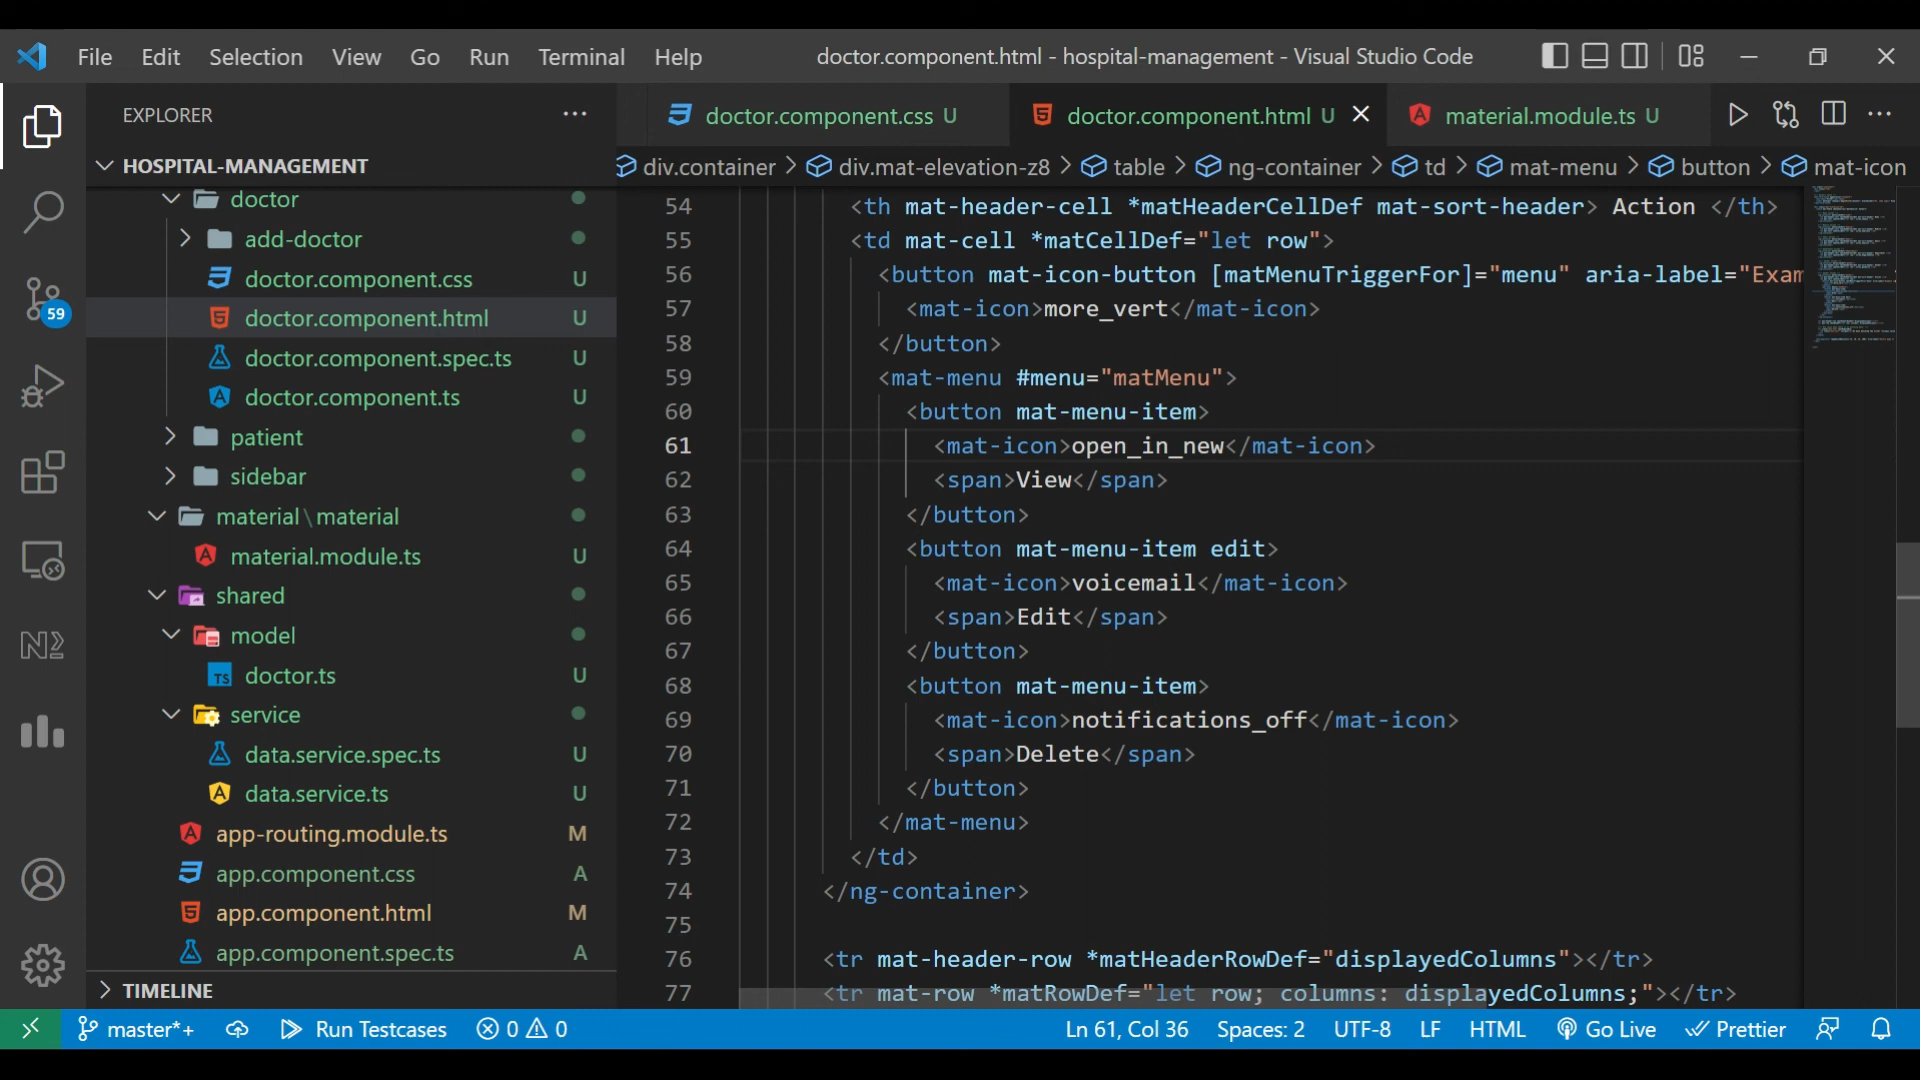 File Edit Selection View Go Run Terminal Help doctor.component.html - hospital-management - Visual Studio Code
EXPLORER
HOSPITAL-MANAGEMENT
doctor
add-doctor
doctor.component.css U
doctor.component.html U
doctor.component.spec.ts U
doctor.component.ts U
patient
sidebar
material\material
material.module.ts U
shared
model
doctor.ts U
service
data.service.spec.ts U
data.service.ts U
app-routing.module.ts M
app.component.css A
app.component.html M
app.component.spec.ts A
TIMELINE
59
doctor.component.css U doctor.component.html U material.module.ts U
div.container > div.mat-elevation-z8 > table > ng-container > td > mat-menu > button > mat-icon
54 <th mat-header-cell *matHeaderCellDef mat-sort-header> Action </th>
55 <td mat-cell *matCellDef="let row">
56 <button mat-icon-button [matMenuTriggerFor]="menu" aria-label="Exam
57 <mat-icon>more_vert</mat-icon>
58 </button>
59 <mat-menu #menu="matMenu">
60 <button mat-menu-item>
61 <mat-icon>open_in_new</mat-icon>
62 <span>View</span>
63 </button>
64 <button mat-menu-item edit>
65 <mat-icon>voicemail</mat-icon>
66 <span>Edit</span>
67 </button>
68 <button mat-menu-item>
69 <mat-icon>notifications_off</mat-icon>
70 <span>Delete</span>
71 </button>
72 </mat-menu>
73 </td>
74 </ng-container>
75
76 <tr mat-header-row *matHeaderRowDef="displayedColumns"></tr>
77 <tr mat-row *matRowDef="let row; columns: displayedColumns;"></tr>
master*+ Run Testcases 0 0 Ln 61, Col 36 Spaces: 2 UTF-8 LF HTML Go Live Prettier